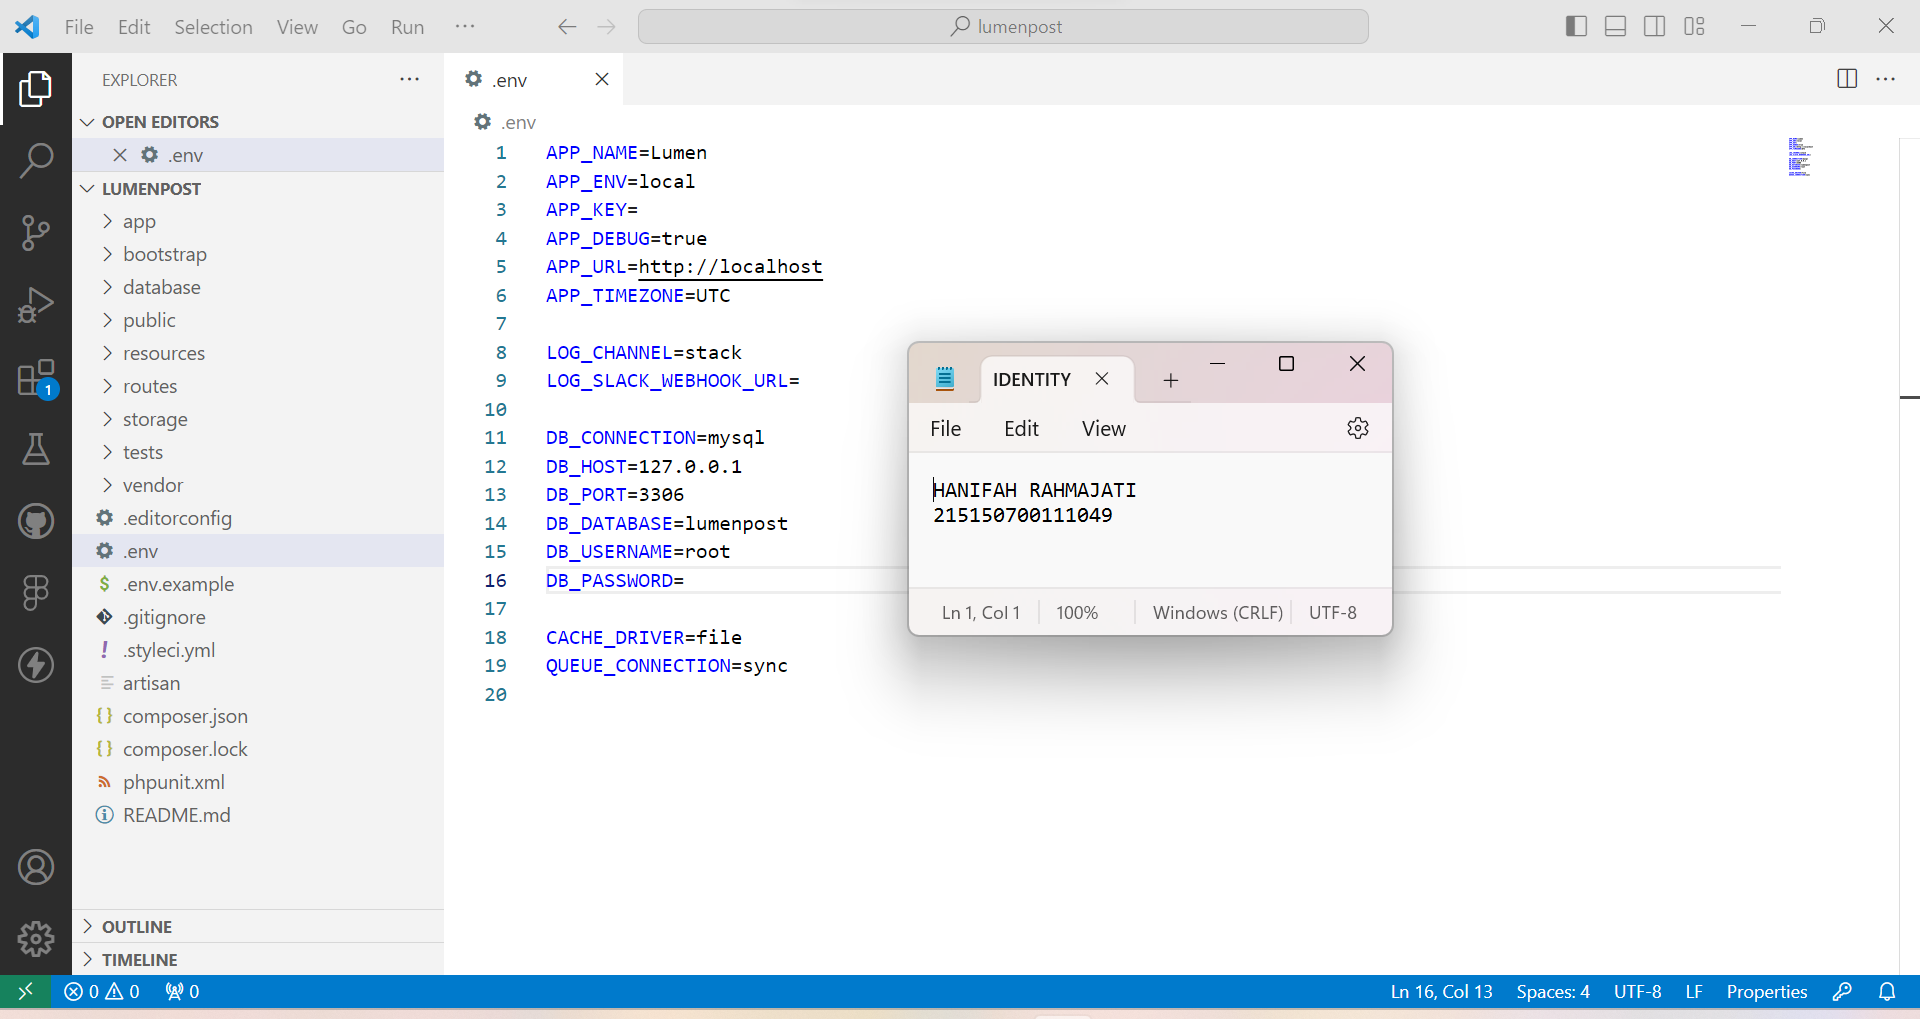 File Edit Selection View Go Run ···
lumenpost
EXPLORER
OPEN EDITORS
.env
LUMENPOST
app
bootstrap
database
public
resources
routes
storage
tests
vendor
.editorconfig
.env
.env.example
.gitignore
.styleci.yml
artisan
composer.json
composer.lock
phpunit.xml
README.md
OUTLINE
TIMELINE
1
.env
.env
1 APP_NAME=Lumen
2 APP_ENV=local
3 APP_KEY=
4 APP_DEBUG=true
5 APP_URL=http://localhost
6 APP_TIMEZONE=UTC
7
8 LOG_CHANNEL=stack
9 LOG_SLACK_WEBHOOK_URL=
10
11 DB_CONNECTION=mysql
12 DB_HOST=127.0.0.1
13 DB_PORT=3306
14 DB_DATABASE=lumenpost
15 DB_USERNAME=root
16 DB_PASSWORD=
17
18 CACHE_DRIVER=file
19 QUEUE_CONNECTION=sync
20
IDENTITY
File Edit View
HANIFAH RAHMAJATI
215150700111049
Ln 1, Col 1 100% Windows (CRLF) UTF-8
0 0 0 Ln 16, Col 13 Spaces: 4 UTF-8 LF Properties